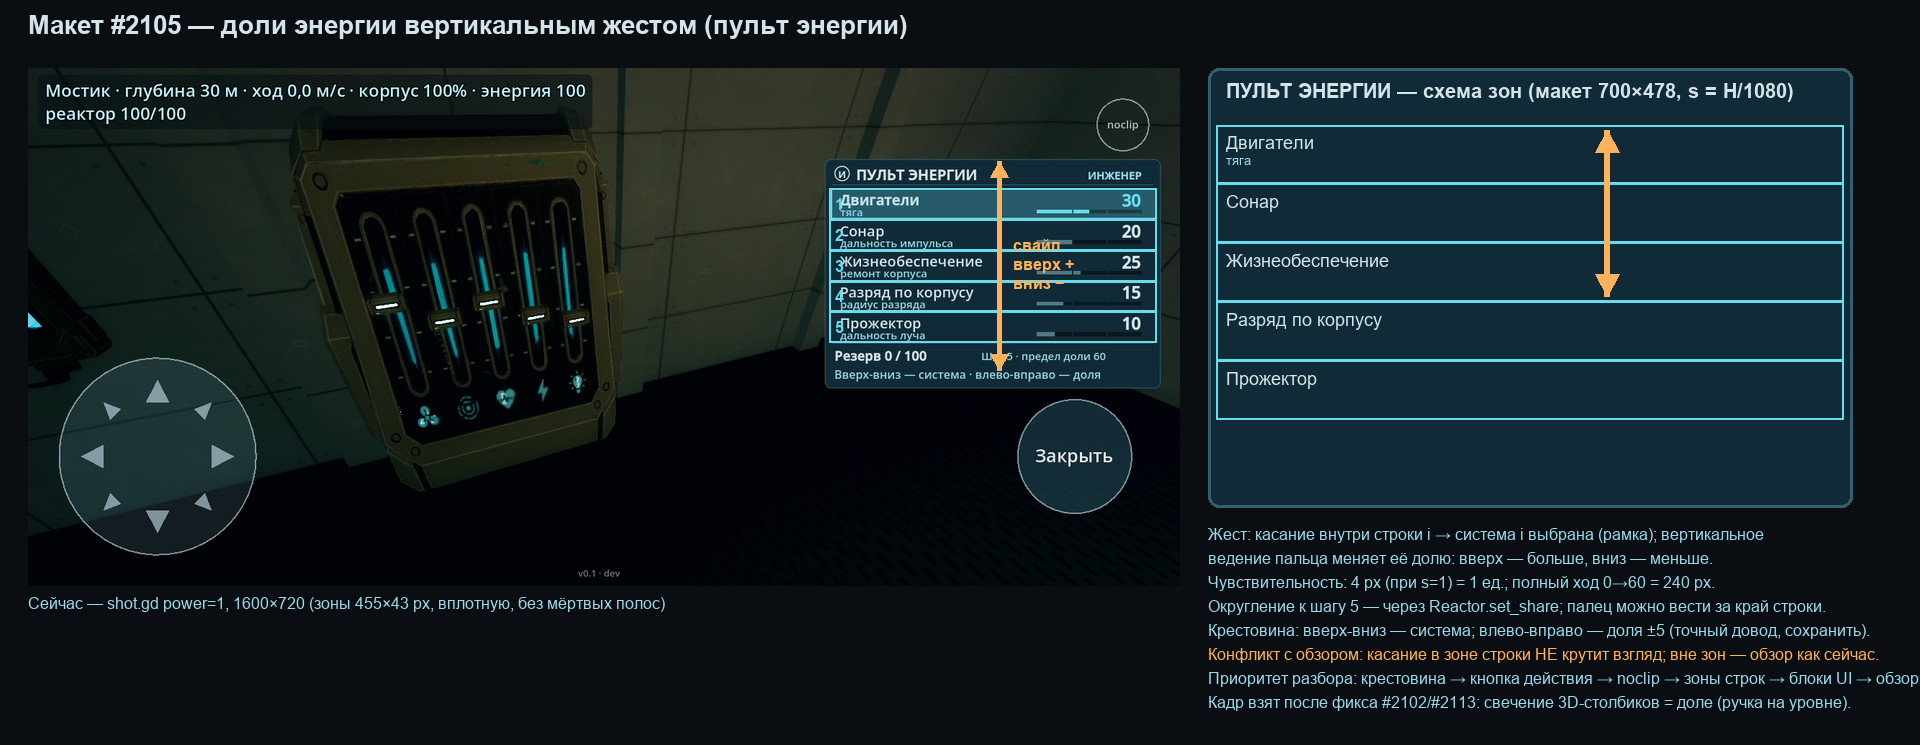 Макет #2105 — доли энергии вертикальным жестом (пульт энергии)
Мостик · глубина 30 м · ход 0,0 м/с · корпус 100% · энергия 100
реактор 100/100
noclip
И ПУЛЬТ ЭНЕРГИИ ИНЖЕНЕР
1 Двигатели 30
тяга
2 Сонар 20
дальность импульса
3 Жизнеобеспечение 25
ремонт корпуса
4 Разряд по корпусу 15
радиус разряда
5 Прожектор 10
дальность луча
свайп
вверх +
вниз −
Резерв 0 / 100 5 · предел доли 60
Вверх-вниз — система · влево-вправо — доля
Закрыть
v0.1 · dev
Сейчас — shot.gd power=1, 1600×720 (зоны 455×43 px, вплотную, без мёртвых полос)
ПУЛЬТ ЭНЕРГИИ — схема зон (макет 700×478, s = H/1080)
Двигатели
тяга
Сонар
Жизнеобеспечение
Разряд по корпусу
Прожектор
Жест: касание внутри строки i → система i выбрана (рамка); вертикальное
ведение пальца меняет её долю: вверх — больше, вниз — меньше.
Чувствительность: 4 px (при s=1) = 1 ед.; полный ход 0→60 = 240 px.
Округление к шагу 5 — через Reactor.set_share; палец можно вести за край строки.
Крестовина: вверх-вниз — система; влево-вправо — доля ±5 (точный довод, сохранить).
Конфликт с обзором: касание в зоне строки НЕ крутит взгляд; вне зон — обзор как сейчас.
Приоритет разбора: крестовина → кнопка действия → noclip → зоны строк → блоки UI → обзор
Кадр взят после фикса #2102/#2113: свечение 3D-столбиков = доле (ручка на уровне).